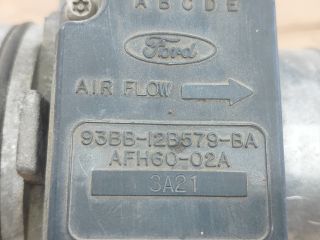 A B C D E
Ford
AIR FLOW
93BB-12B579-BA
AFH60-02A
3A21